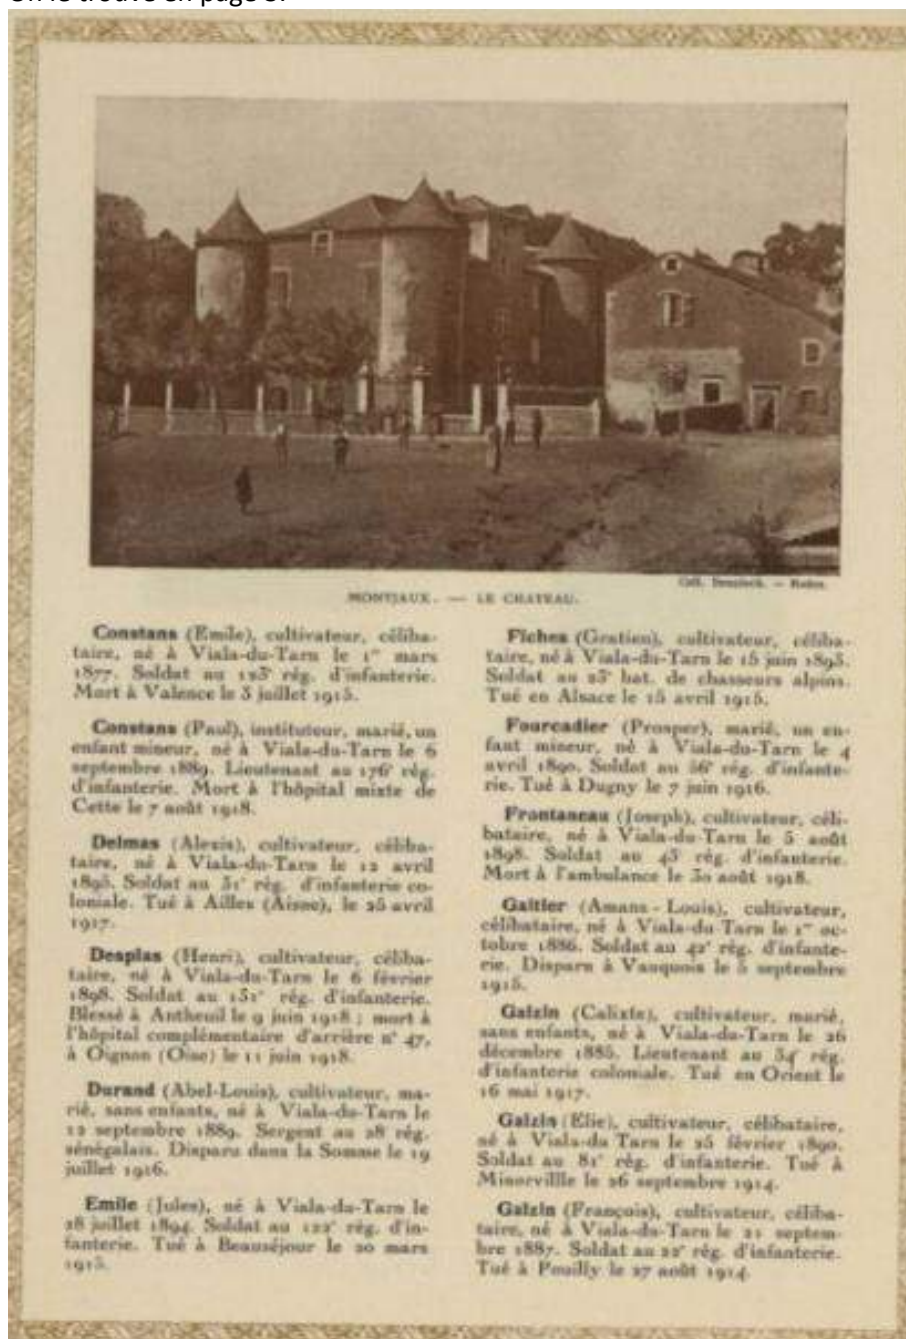 MONTJAUX. — LE CHATEAU.
Constans (Emile), cultivateur, céliba-
taire, né à Viala-du-Tarn le 1er mars
1877. Soldat au 123e rég. d'infanterie.
Mort à Valence le 3 juillet 1915.
Constans (Paul), instituteur, marié, un
enfant mineur, né à Viala-du-Tarn le 6
septembre 1889. Lieutenant au 176e rég.
d'infanterie. Mort à l'hôpital mixte de
Cette le 7 août 1918.
Delmas (Alexis), cultivateur, céliba-
taire, né à Viala-du-Tarn le 12 avril
1895. Soldat au 51e rég. d'infanterie co-
loniale. Tué à Ailles (Aisne), le 25 avril
1917.
Desplas (Henri), cultivateur, céliba-
taire, né à Viala-du-Tarn le 6 février
1898. Soldat au 151e rég. d'infanterie.
Blessé à Antheuil le 9 juin 1918 ; mort à
l'hôpital complémentaire d'arrière n° 47,
à Oignon (Oise) le 11 juin 1918.
Durand (Abel-Louis), cultivateur, ma-
rié, sans enfants, né à Viala-du-Tarn le
12 septembre 1889. Sergent au 28e rég.
sénégalais. Disparu dans la Somme le 19
juillet 1916.
Emile (Jules), né à Viala-du-Tarn le
28 juillet 1894. Soldat au 122e rég. d'in-
fanterie. Tué à Beauséjour le 20 mars
1915.
Fiches (Gratien), cultivateur, céliba-
taire, né à Viala-du-Tarn le 15 juin 1895.
Soldat au 23e bat. de chasseurs alpins.
Tué en Alsace le 15 avril 1915.
Fourcadier (Prosper), marié, un en-
fant mineur, né à Viala-du-Tarn le 4
avril 1890. Soldat au 56e rég. d'infante-
rie. Tué à Dugny le 7 juin 1916.
Frontaneau (Joseph), cultivateur, céli-
bataire, né à Viala-du-Tarn le 5 août
1898. Soldat au 43e rég. d'infanterie.
Mort à l'ambulance le 30 août 1918.
Galtier (Amans-Louis), cultivateur,
célibataire, né à Viala-du-Tarn le 1er oc-
tobre 1886. Soldat au 42e rég. d'infante-
rie. Disparu à Vauquois le 5 septembre
1915.
Galzin (Calixte), cultivateur, marié,
sans enfants, né à Viala-du-Tarn le 26
décembre 1885. Lieutenant au 34e rég.
d'infanterie coloniale. Tué en Orient le
16 mai 1917.
Galzin (Elie), cultivateur, célibataire,
né à Viala-du Tarn le 25 février 1890.
Soldat au 81e rég. d'infanterie. Tué à
Minorvillle le 26 septembre 1914.
Galzin (François), cultivateur, céliba-
taire, né à Viala-du-Tarn le 21 septem-
bre 1887. Soldat au 22e rég. d'infanterie.
Tué à Pouilly le 27 août 1914.